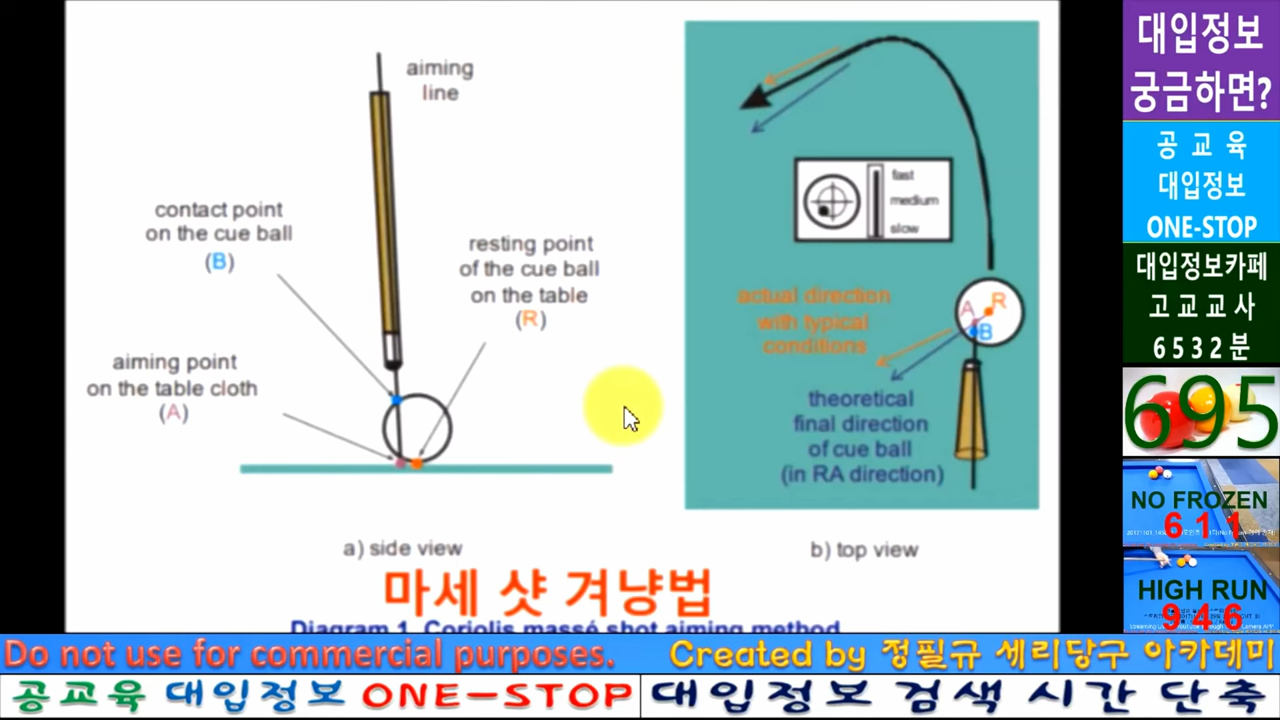 aiming
line
contact point
on the cue ball
(B)
resting point
of the cue ball
on the table
(R)
aiming point
on the table cloth
(A)
a) side view
fast
medium
slow
A
R
B
actual direction
with typical
conditions
theoretical
final direction
of cue ball
(in RA direction)
b) top view
마세 샷 겨냥법
Diagram 1 massé shot aiming method
대입정보
궁금하면?
공 교 육
대입정보
ONE-STOP
대입정보카페
고 교 교 사
6 5 3 2 분
695
NO FROZEN
6 1 1
HIGH RUN
9 4 6
Do not use for commercial purposes.
Created by 정필규 세리당구 아카데미
공교육 대입정보 ONE-STOP
대입정보 검색 시간 단축